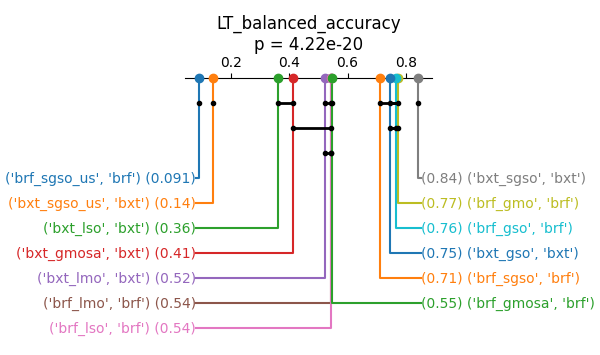 LT_balanced_accuracy
p = 4.22e-20
0.2 0.4 0.6 0.8
('brf_sgso_us', 'brf') (0.091)
('bxt_sgso_us', 'bxt') (0.14)
('bxt_lso', 'bxt') (0.36)
('bxt_gmosa', 'bxt') (0.41)
('bxt_lmo', 'bxt') (0.52)
('brf_lmo', 'brf') (0.54)
('brf_lso', 'brf') (0.54)
(0.84) ('bxt_sgso', 'bxt')
(0.77) ('brf_gmo', 'brf')
(0.76) ('brf_gso', 'brf')
(0.75) ('bxt_gso', 'bxt')
(0.71) ('brf_sgso', 'brf')
(0.55) ('brf_gmosa', 'brf')